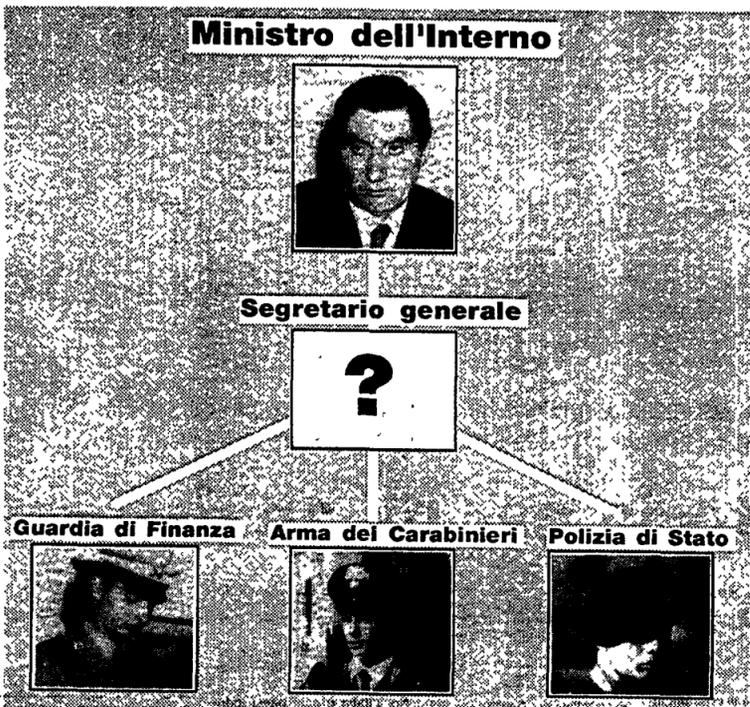 Ministro dell'Interno
Segretario generale
?
Guardia di Finanza
Arma dei Carabinieri
Polizia di Stato